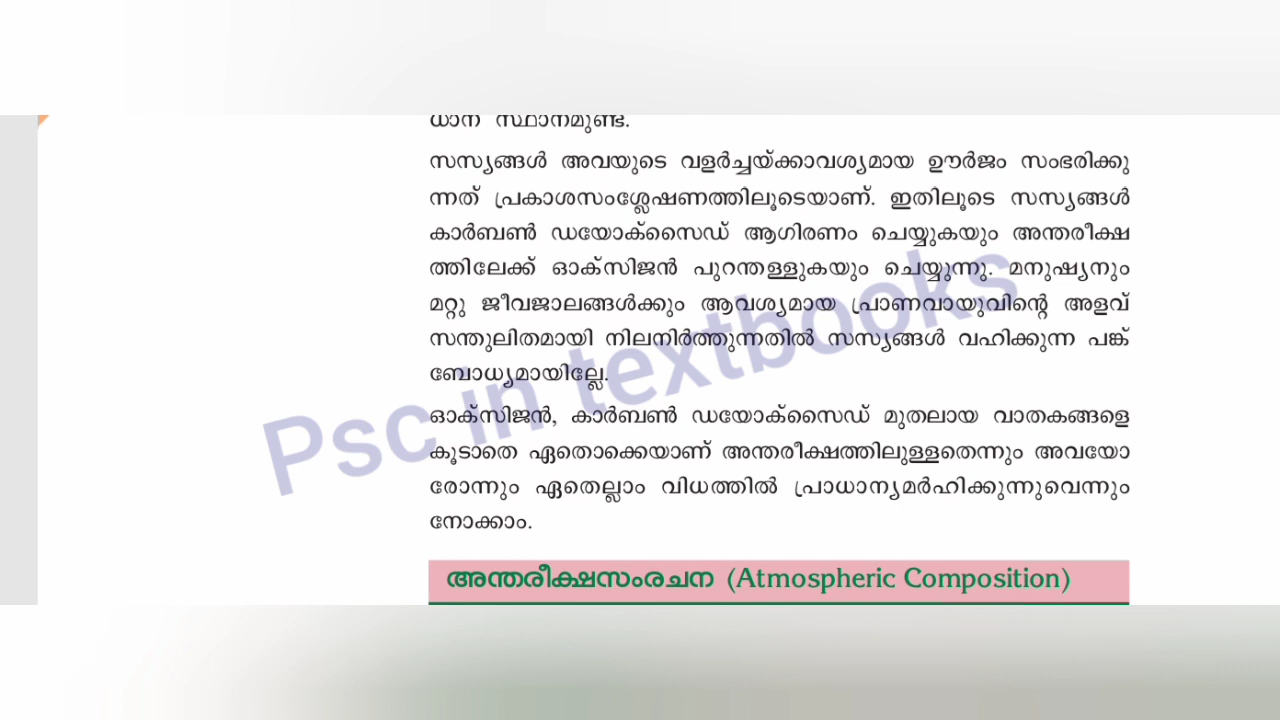 ധാന സ്ഥാനമുണ്ട്.
സസ്യങ്ങൾ അവയുടെ വളർച്ചയ്ക്കാവശ്യമായ ഊർജം സംഭരിക്കു
ന്നത് പ്രകാശസംശ്ലേഷണത്തിലൂടെയാണ്. ഇതിലൂടെ സസ്യങ്ങൾ
കാർബൺ ഡയോക്സൈഡ് ആഗിരണം ചെയ്യുകയും അന്തരീക്ഷ
ത്തിലേക്ക് ഓക്സിജൻ പുറന്തള്ളുകയും ചെയ്യുന്നു. മനുഷ്യനും
മറ്റു ജീവജാലങ്ങൾക്കും ആവശ്യമായ പ്രാണവായുവിന്റെ അളവ്
സന്തുലിതമായി നിലനിർത്തുന്നതിൽ സസ്യങ്ങൾ വഹിക്കുന്ന പങ്ക്
ബോധ്യമായില്ലേ.
Psc in textbooks
ഓക്സിജൻ, കാർബൺ ഡയോക്സൈഡ് മുതലായ വാതകങ്ങളെ
കൂടാതെ ഏതൊക്കെയാണ് അന്തരീക്ഷത്തിലുള്ളതെന്നും അവയോ
രോന്നും ഏതെല്ലാം വിധത്തിൽ പ്രാധാന്യമർഹിക്കുന്നുവെന്നും
നോക്കാം.
അന്തരീക്ഷസംരചന (Atmospheric Composition)